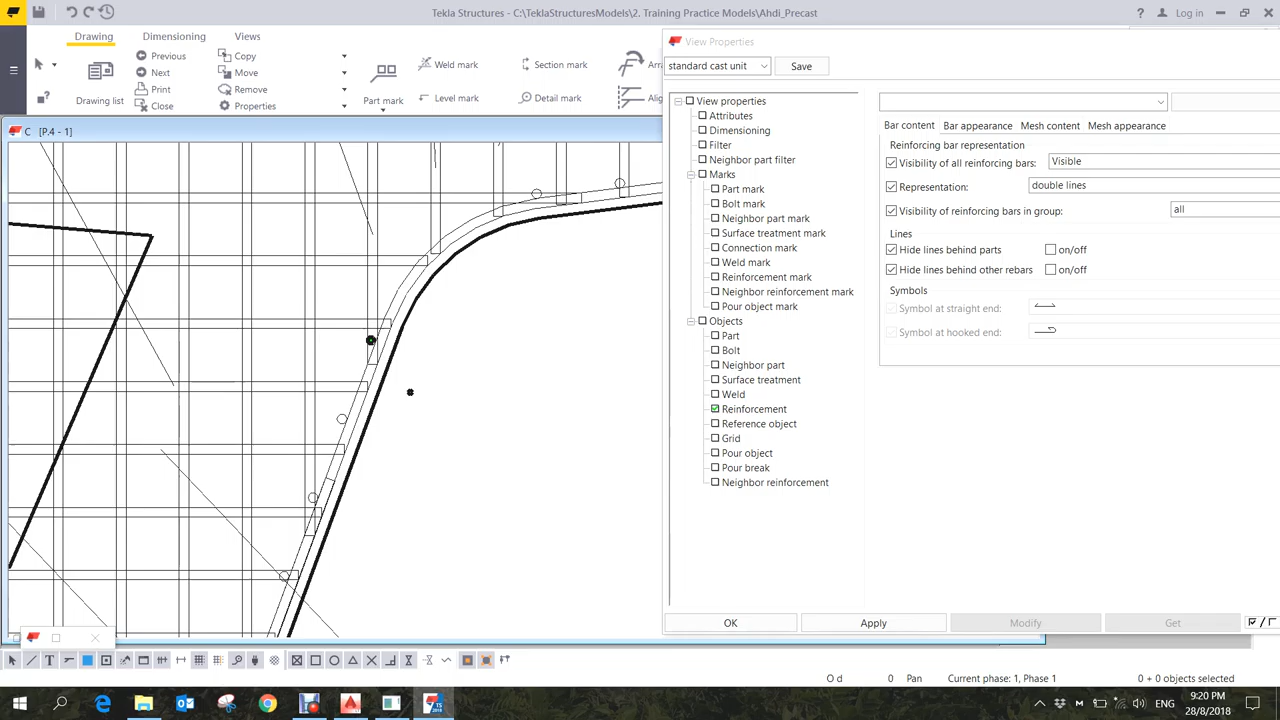 Tekla Structures - C:\TeklaStructuresModels\2. Training Practice Models\Ahdi_Precast
Log in
Drawing
Dimensioning
Views
Drawing list
Previous
Next
Print
Close
Copy
Move
Remove
Properties
Part mark
Weld mark
Level mark
Section mark
Detail mark
Arr
Alig
C [P.4 - 1]
View Properties
standard cast unit
Save
View properties
Attributes
Dimensioning
Filter
Neighbor part filter
Marks
Part mark
Bolt mark
Neighbor part mark
Surface treatment mark
Connection mark
Weld mark
Reinforcement mark
Neighbor reinforcement mark
Pour object mark
Objects
Part
Bolt
Neighbor part
Surface treatment
Weld
Reinforcement
Reference object
Grid
Pour object
Pour break
Neighbor reinforcement
Bar content
Bar appearance
Mesh content
Mesh appearance
Reinforcing bar representation
Visibility of all reinforcing bars: Visible
Representation: double lines
Visibility of reinforcing bars in group: all
Lines
Hide lines behind parts on/off
Hide lines behind other rebars on/off
Symbols
Symbol at straight end:
Symbol at hooked end:
OK
Apply
Modify
Get
O d 0 Pan Current phase: 1, Phase 1 0 + 0 objects selected
ENG
9:20 PM
28/8/2018